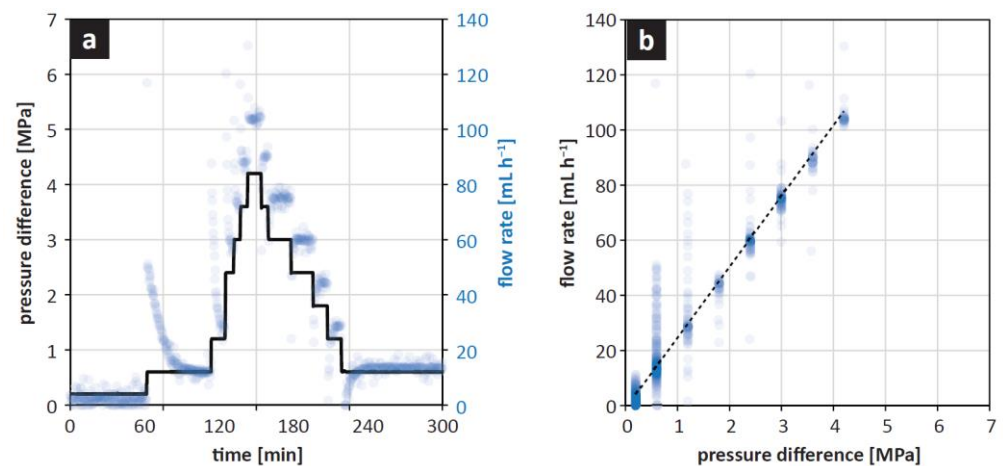 a
7
6
5
4
3
2
1
0
pressure difference [MPa]
140
120
100
80
60
40
20
0
flow rate [mL h⁻¹]
0 60 120 180 240 300
time [min]
b
140
120
100
80
60
40
20
0
flow rate [mL h⁻¹]
0 1 2 3 4 5 6 7
pressure difference [MPa]